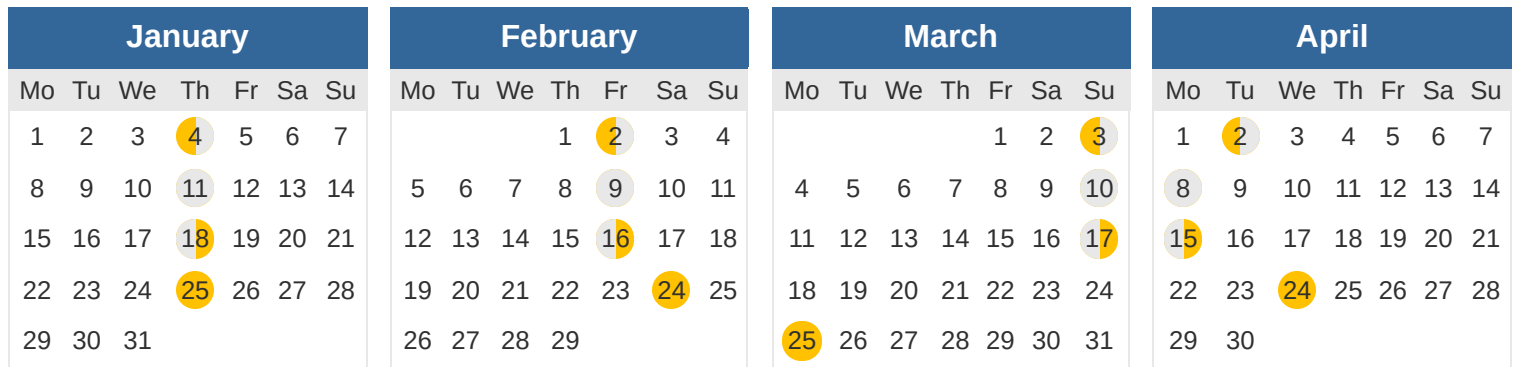 January
Mo Tu We Th Fr Sa Su
1 2 3 4 5 6 7
8 9 10 11 12 13 14
15 16 17 18 19 20 21
22 23 24 25 26 27 28
29 30 31
February
Mo Tu We Th Fr Sa Su
1 2 3 4
5 6 7 8 9 10 11
12 13 14 15 16 17 18
19 20 21 22 23 24 25
26 27 28 29
March
Mo Tu We Th Fr Sa Su
1 2 3
4 5 6 7 8 9 10
11 12 13 14 15 16 17
18 19 20 21 22 23 24
25 26 27 28 29 30 31
April
Mo Tu We Th Fr Sa Su
1 2 3 4 5 6 7
8 9 10 11 12 13 14
15 16 17 18 19 20 21
22 23 24 25 26 27 28
29 30